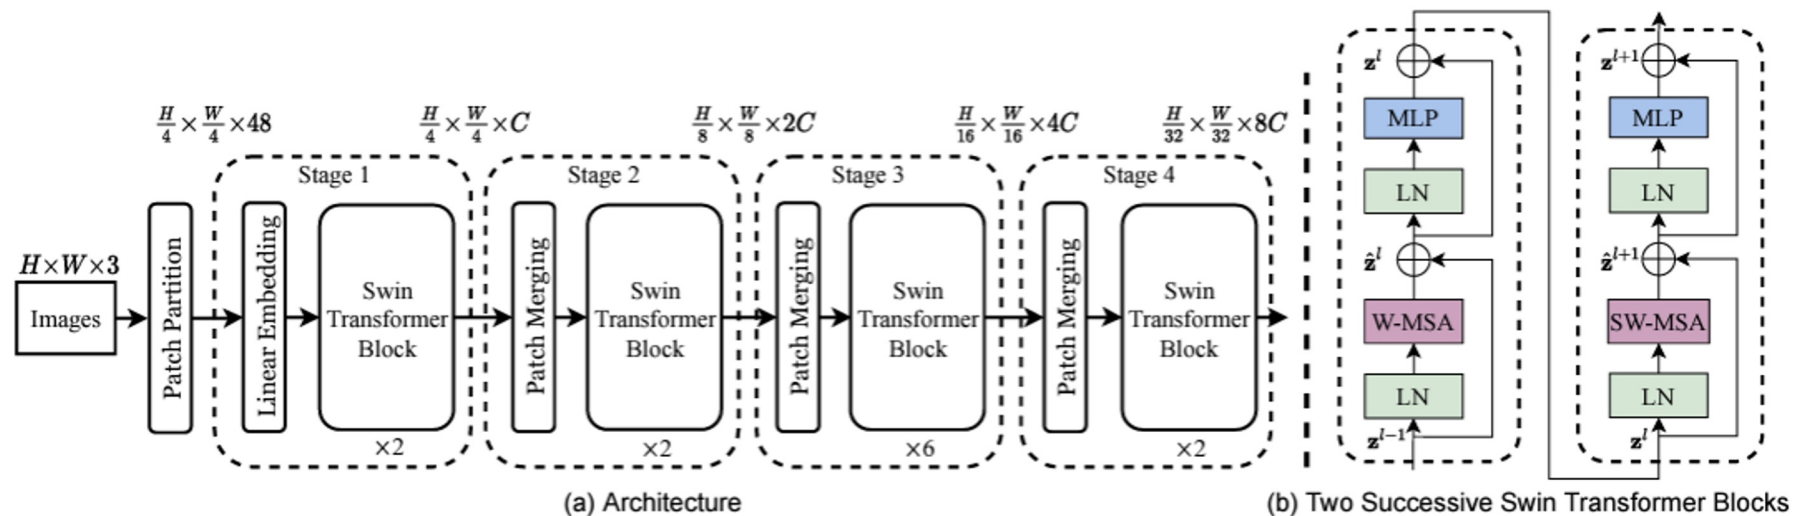 H/4 × W/4 × 48
H/4 × W/4 × C
H/8 × W/8 × 2C
H/16 × W/16 × 4C
H/32 × W/32 × 8C
H×W×3
Images
Patch Partition
Stage 1
Linear Embedding
Swin
Transformer
Block
×2
Stage 2
Patch Merging
Swin
Transformer
Block
×2
Stage 3
Patch Merging
Swin
Transformer
Block
×6
Stage 4
Patch Merging
Swin
Transformer
Block
×2
(a) Architecture
z^l
MLP
LN
ẑ^l
W-MSA
LN
z^{l-1}
z^{l+1}
MLP
LN
ẑ^{l+1}
SW-MSA
LN
z^l
(b) Two Successive Swin Transformer Blocks